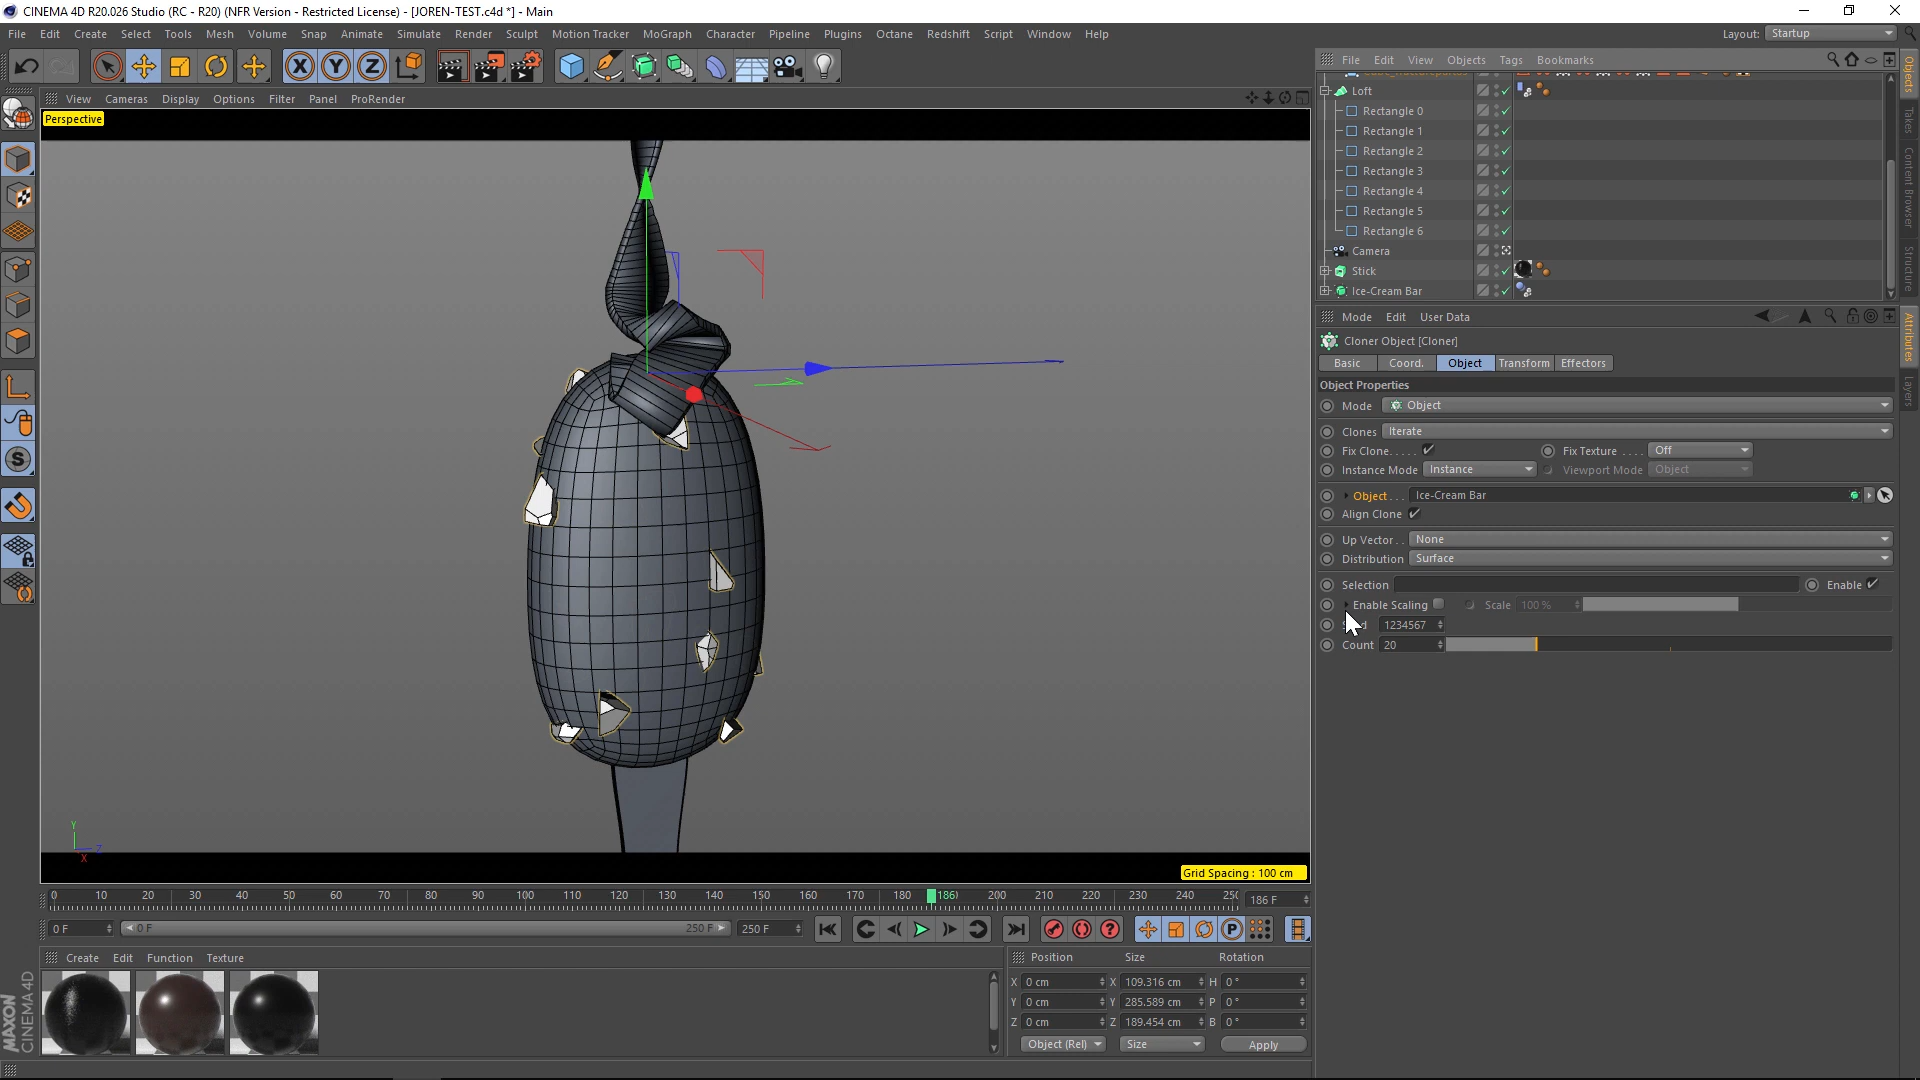 CINEMA 4D R20.026 Studio (RC - R20) (NFR Version - Restricted License) - [JOREN-TEST.c4d *] - Main
File Edit Create Select Tools Mesh Volume Snap Animate Simulate Render Sculpt Motion Tracker MoGraph Character Pipeline Plugins Octane Redshift Script Window Help
Layout: Startup
X Y Z
View Cameras Display Options Filter Panel ProRender
Perspective
Grid Spacing : 100 cm
Y
Z
X
File Edit View Objects Tags Bookmarks
Loft
Rectangle 0
Rectangle 1
Rectangle 2
Rectangle 3
Rectangle 4
Rectangle 5
Rectangle 6
Camera
Stick
Ice-Cream Bar
Objects
Takes
Content Browser
Structure
Mode Edit User Data
Cloner Object [Cloner]
Basic Coord. Object Transform Effectors
Object Properties
Mode Object
Clones Iterate
Fix Clone. . . . . Fix Texture . . . . Off
Instance Mode Instance Viewport Mode Object
Object . . . Ice-Cream Bar
Align Clone
Up Vector . . None
Distribution Surface
Selection Enable
Enable Scaling Scale 100 %
1234567
Count 20
Attributes
Layers
0 10 20 30 40 50 60 70 80 90 100 110 120 130 140 150 160 170 180 186 200 210 220 230 240 186 F
0 F 0 F 250 F 250 F
Create Edit Function Texture
Position Size Rotation
X 0 cm X 109.316 cm H 0 °
Y 0 cm Y 285.589 cm P 0 °
Z 0 cm Z 189.454 cm B 0 °
Object (Rel) Size Apply
MAXON
CINEMA 4D